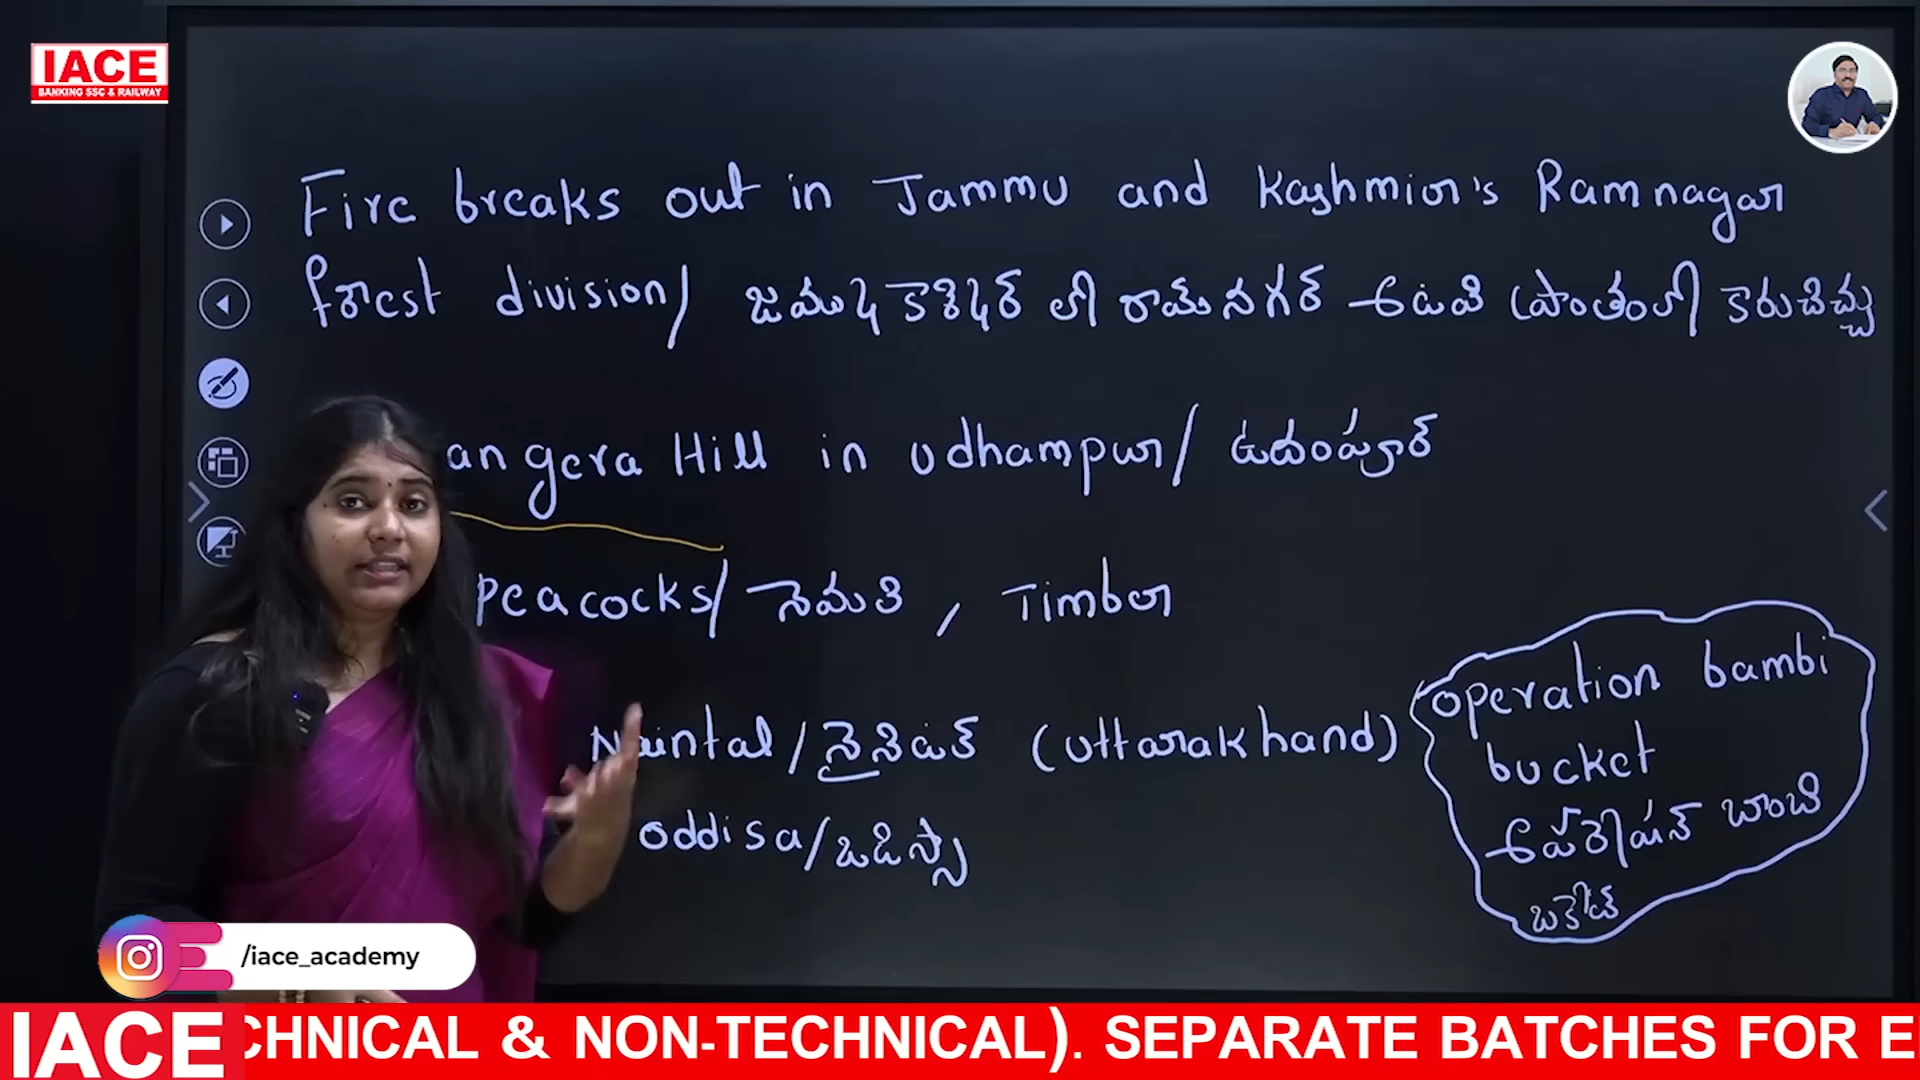 IACE
BANKING SSC & RAILWAY
Fire breaks out in Jammu and Kashmir's Ramnagar
forest division/ జమ్ము & కాశ్మీర్ లో రామ్ నగర్ అడవి ప్రాంతంలో కారుచిచ్చు
angera Hill in Udhampur/ ఉదంపూర్
Peacocks/ నెమలి , Timber
Naintal/నైనిటాల్ (Uttarakhand)
oddisa/ఒడిస్సా
operation bambi
bucket
ఆపరేషన్ బాంబి
బకెట్
/iace_academy
IACE CHNICAL & NON-TECHNICAL). SEPARATE BATCHES FOR E